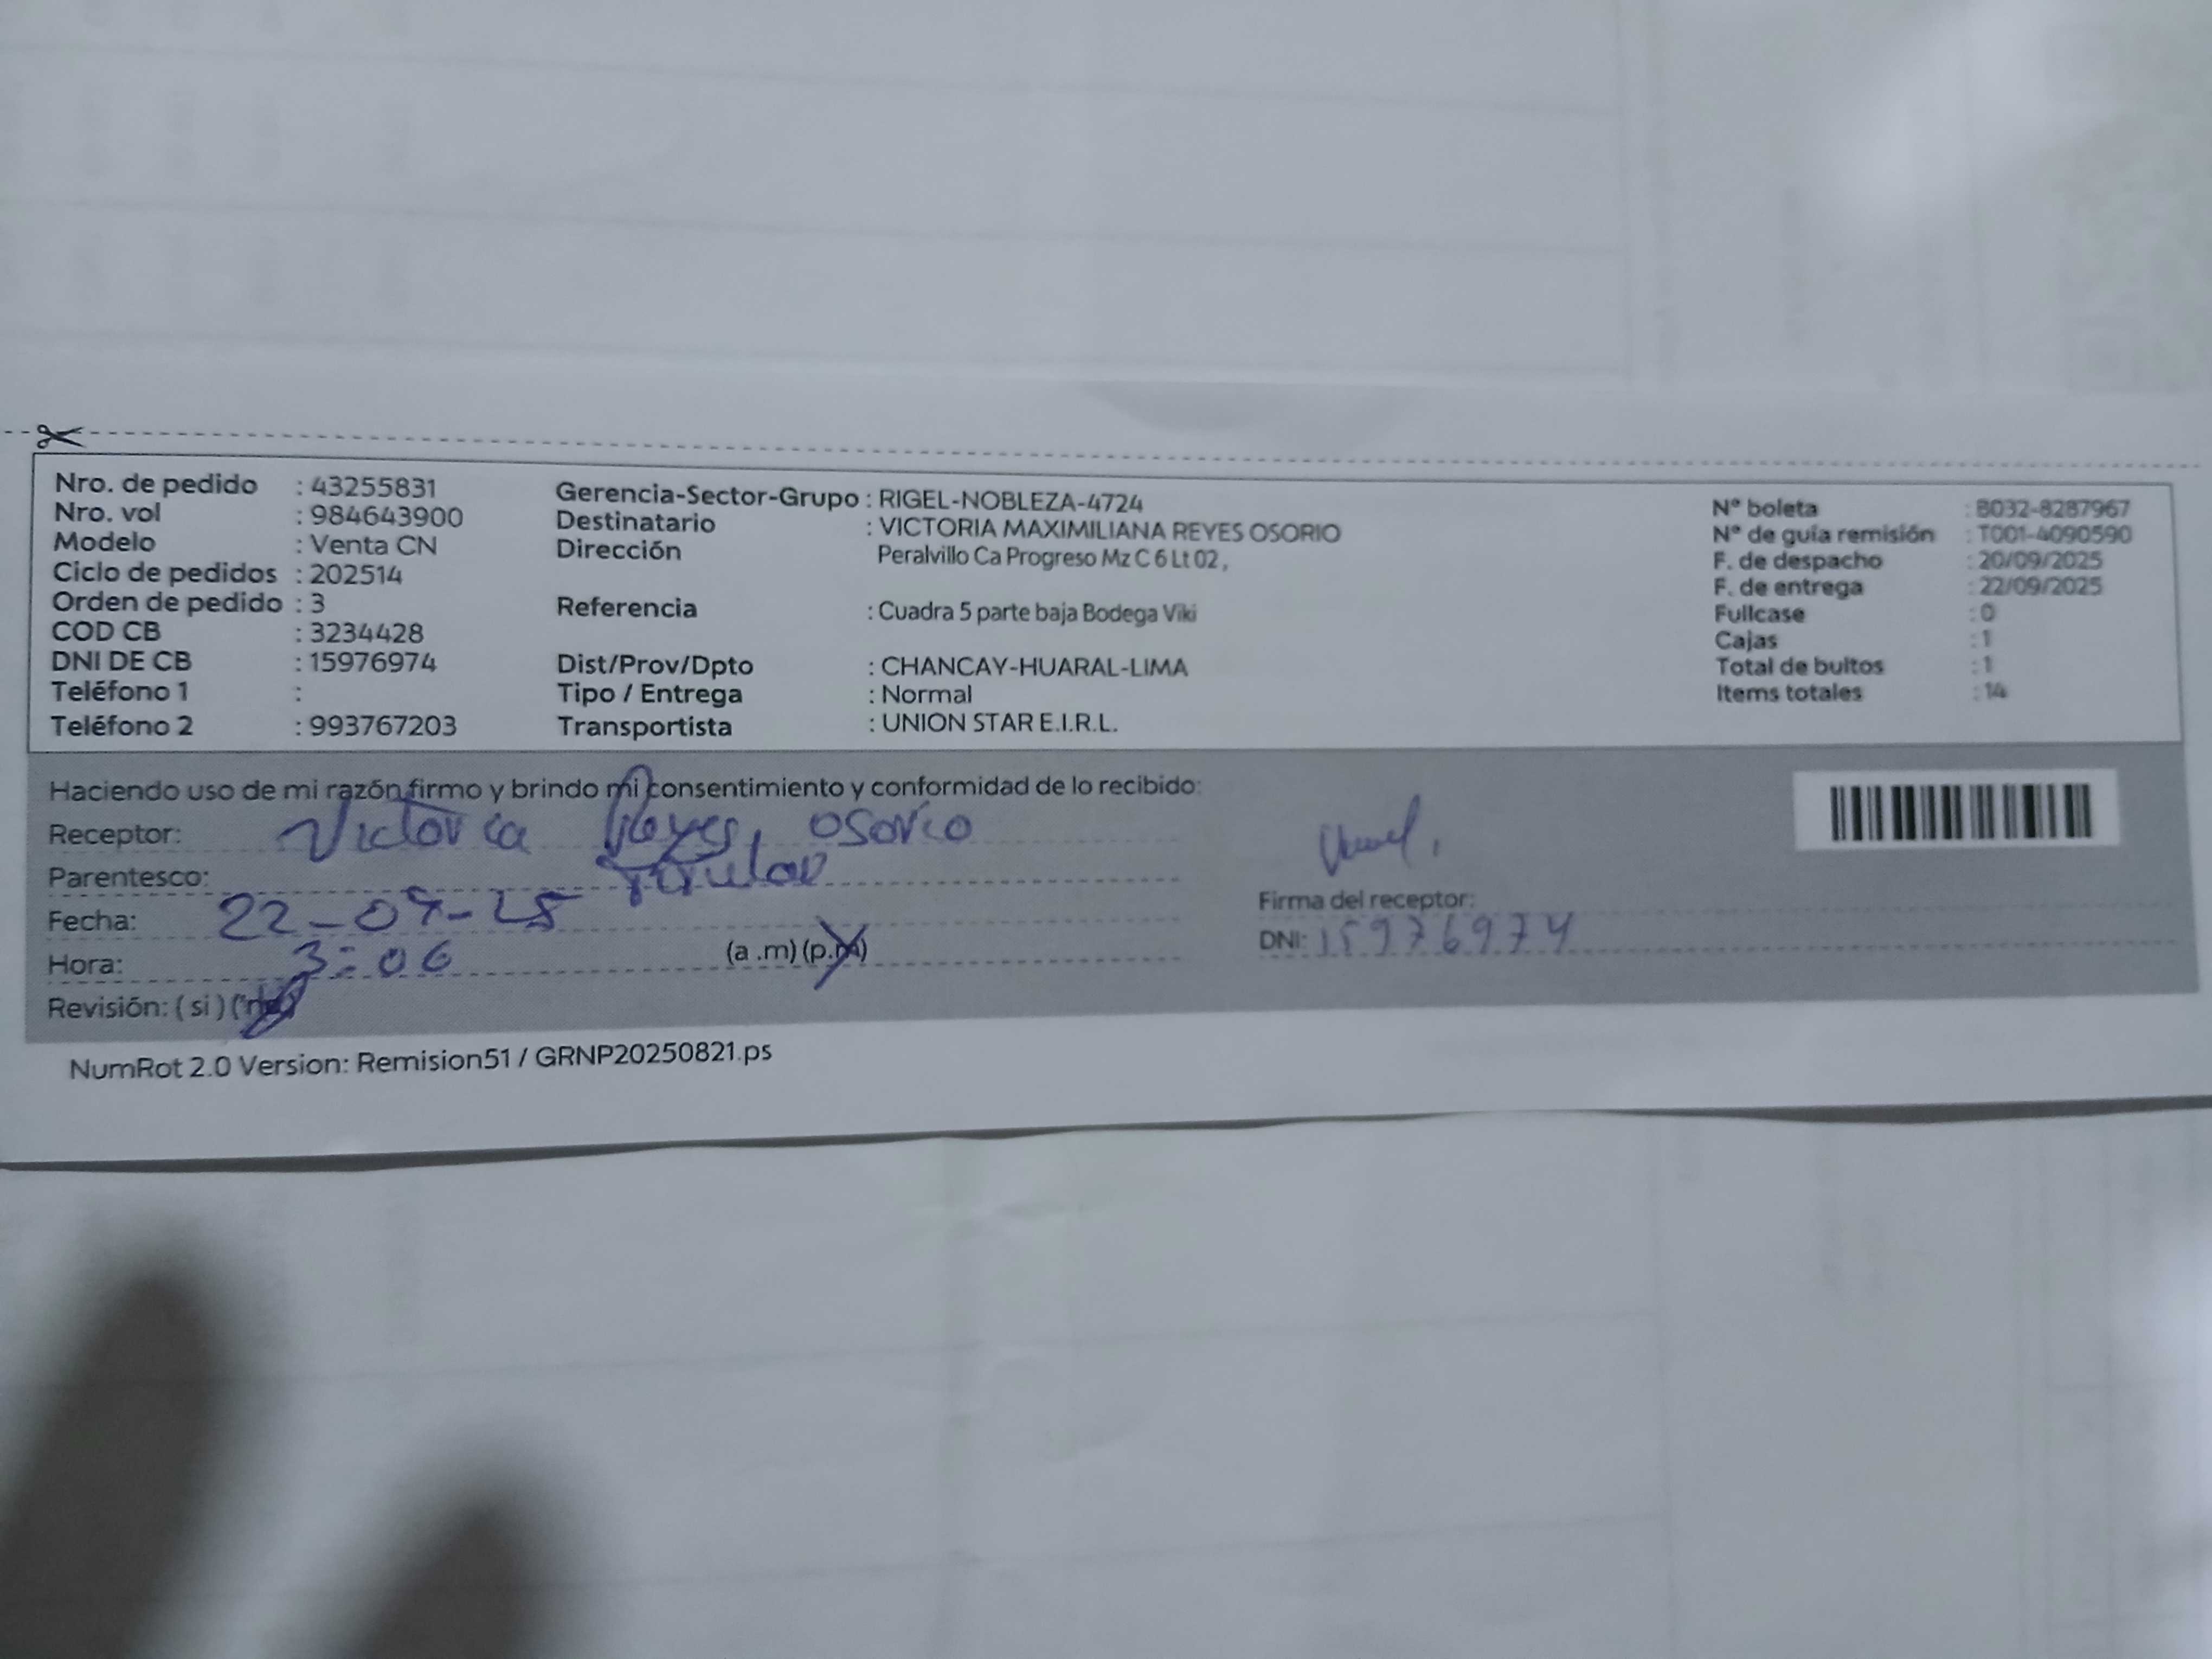 Nro. de pedido : 43255831 Gerencia-Sector-Grupo : RIGEL-NOBLEZA-4724 N° boleta : B032-8287967
Nro. vol : 984643900 Destinatario : VICTORIA MAXIMILIANA REYES OSORIO N° de guía remisión : T001-4090590
Modelo : Venta CN Dirección Peralvillo Ca Progreso Mz C 6 Lt 02 , F. de despacho : 20/09/2025
Ciclo de pedidos : 202514 F. de entrega : 22/09/2025
Orden de pedido : 3 Referencia : Cuadra 5 parte baja Bodega Viki Fullcase : 0
COD CB : 3234428 Cajas : 1
DNI DE CB : 15976974 Dist/Prov/Dpto : CHANCAY-HUARAL-LIMA Total de bultos : 1
Teléfono 1 : Tipo / Entrega : Normal Items totales : 14
Teléfono 2 : 993767203 Transportista : UNION STAR E.I.R.L.
Haciendo uso de mi razón firmo y brindo mi consentimiento y conformidad de lo recibido:
Receptor: Victoria Reyes, osorio
Parentesco: Titular
Firma del receptor:
Fecha: 22-09-25
DNI: 15976974
Hora: 3:06 (a .m) (p.m)
Revisión: ( si ) ( no )
NumRot 2.0 Version: Remision51 / GRNP20250821.ps